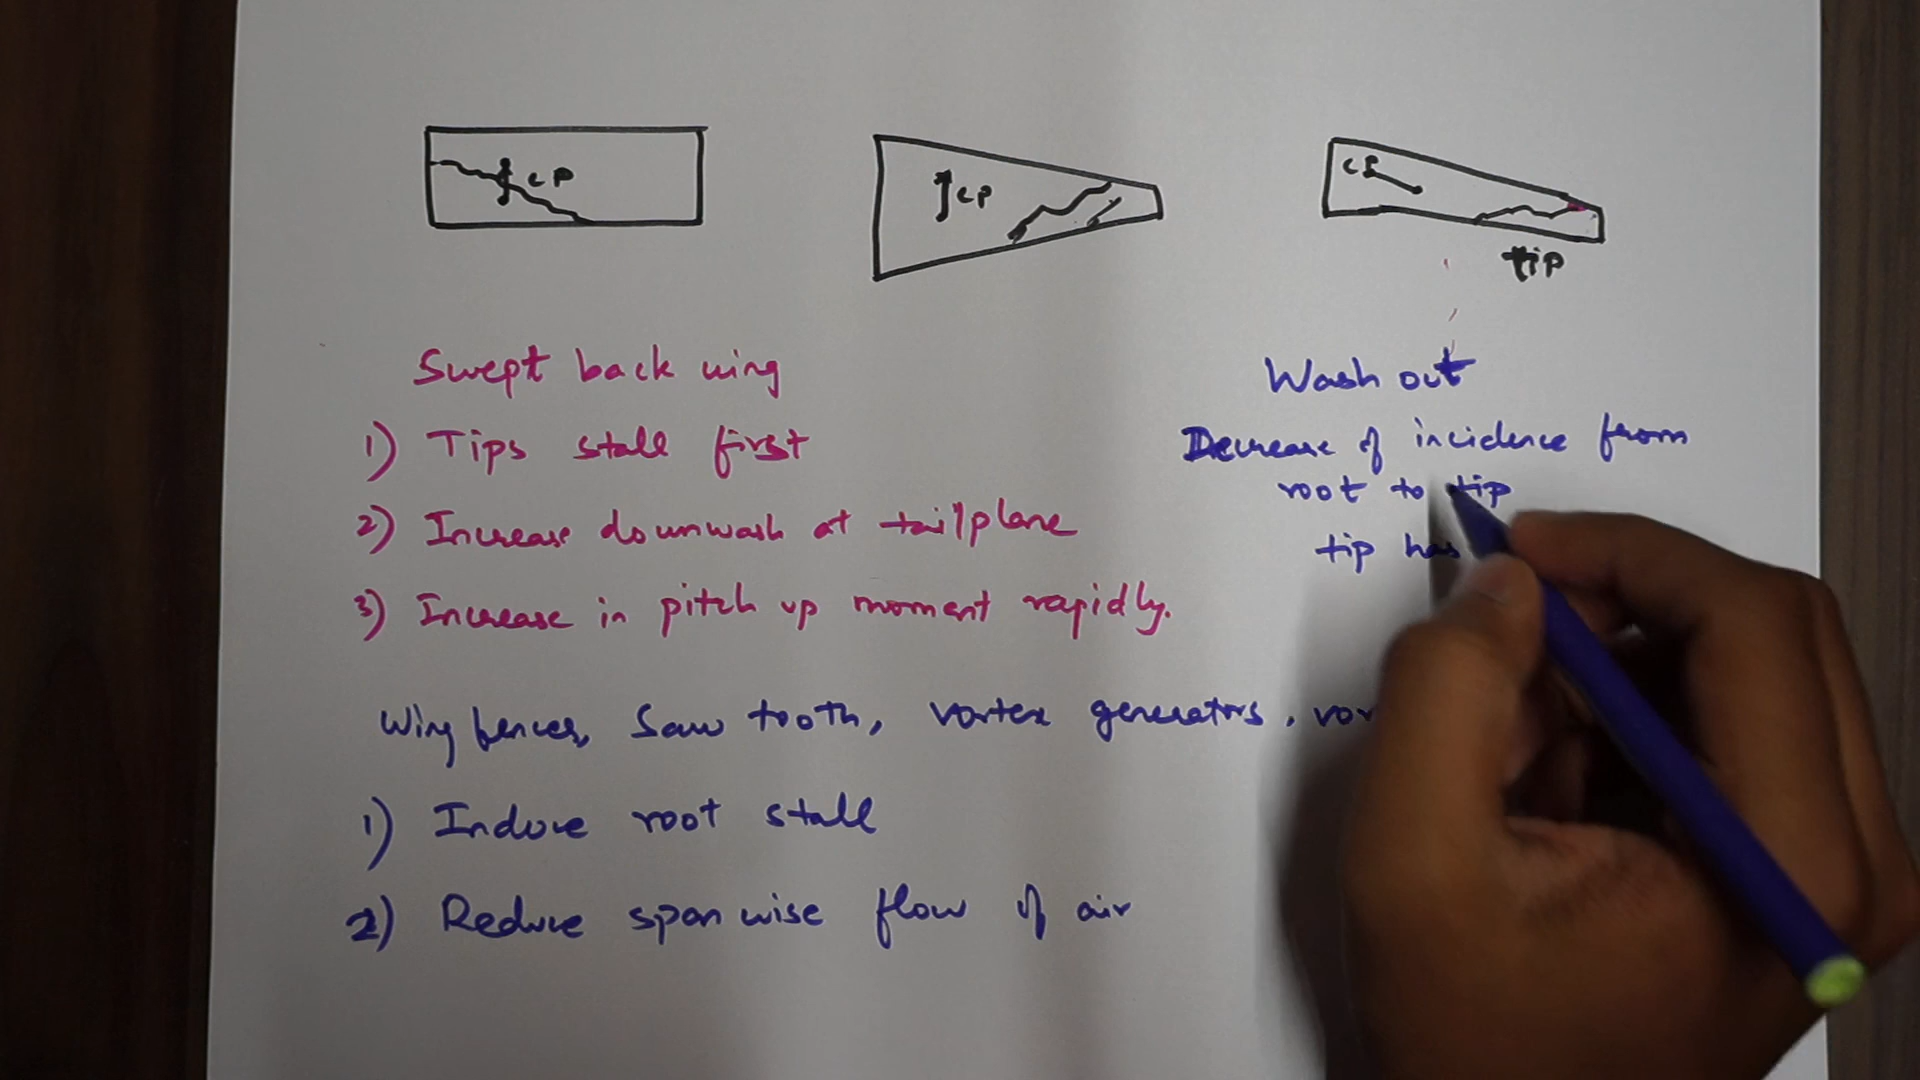 CP
CP
CP
tip
Swept back wing
1) Tips stall first
2) Increase downwash at tailplane
3) Increase in pitch up moment rapidly.
Wash out
Decrease of incidence from
root to tip
tip has
Wing fences, Saw tooth, vortex generators, vor
1) Induce root stall
2) Reduce spanwise flow of air